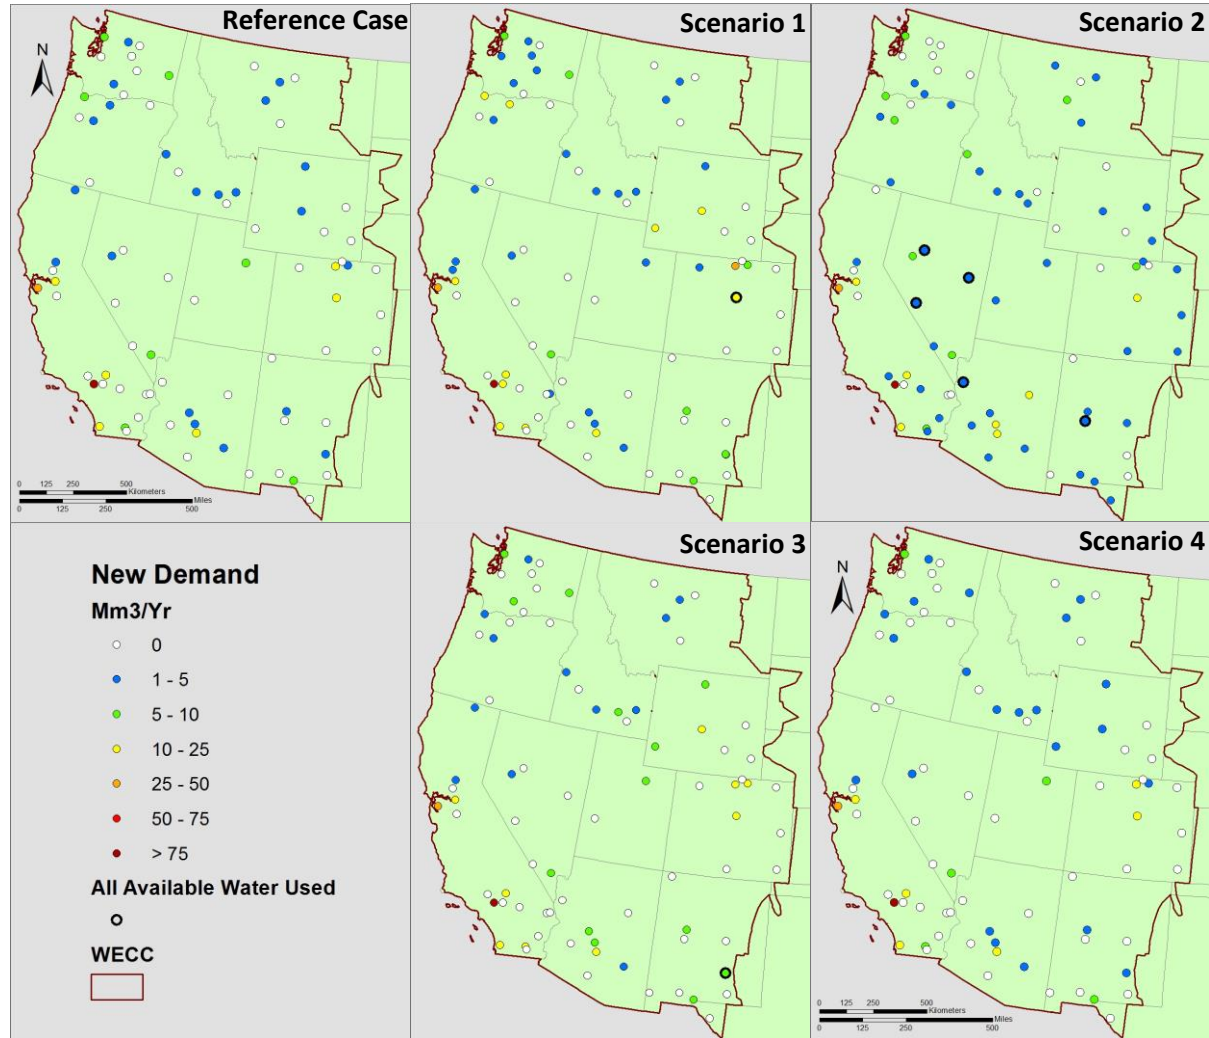 Reference Case
Scenario 1
Scenario 2
N
0 125 250 500
Kilometers
Miles
0 125 250 500
New Demand
Mm3/Yr
0
1 - 5
5 - 10
10 - 25
25 - 50
50 - 75
> 75
All Available Water Used
WECC
Scenario 3
Scenario 4
N
0 125 250 500
Kilometers
Miles
0 125 250 500